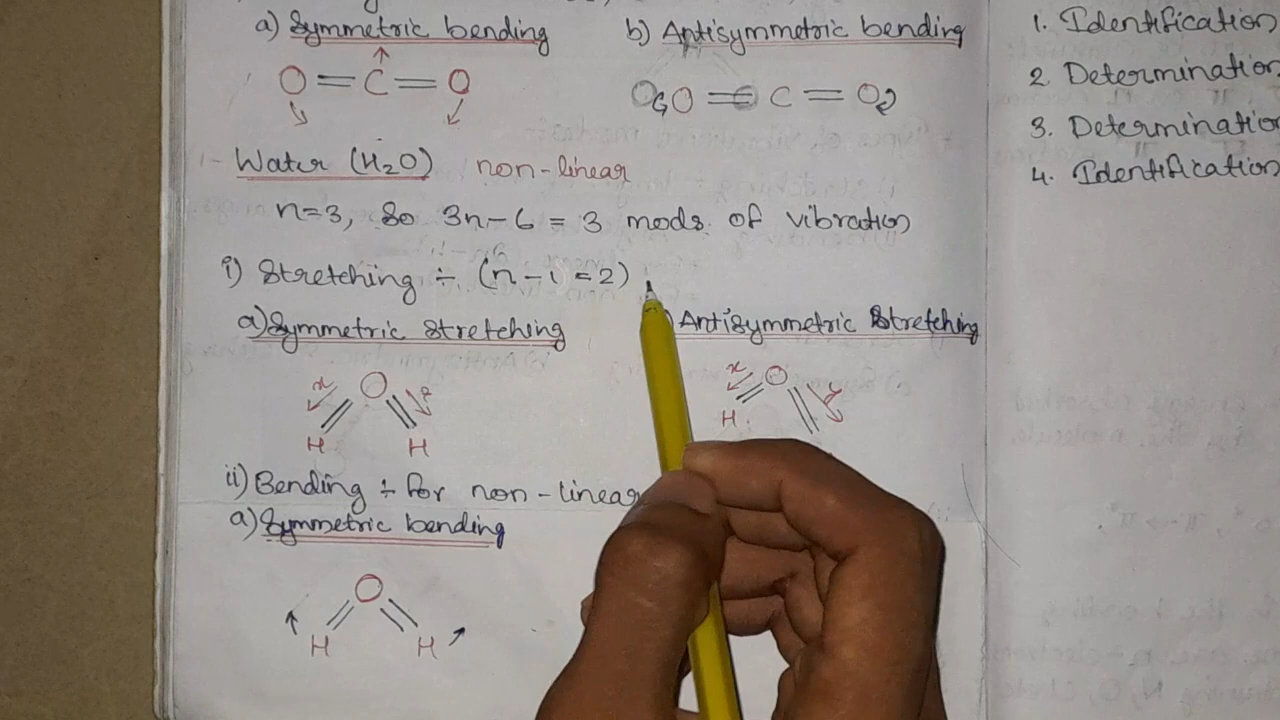 a) Symmetric bending
b) Antisymmetric bending
O = C = O
O = C = O
Water (H₂O) non-linear
n=3, So 3n-6 = 3 mods. of vibration
i) Stretching ÷ (n-1 = 2)
a) Symmetric stretching
) Antisymmetric Stretching
x
O
H H
x O
H
ii) Bending ÷ for non-linear
a) Symmetric bending
O
H H
1. Identification
2 Determination
3. Determination
4. Identification